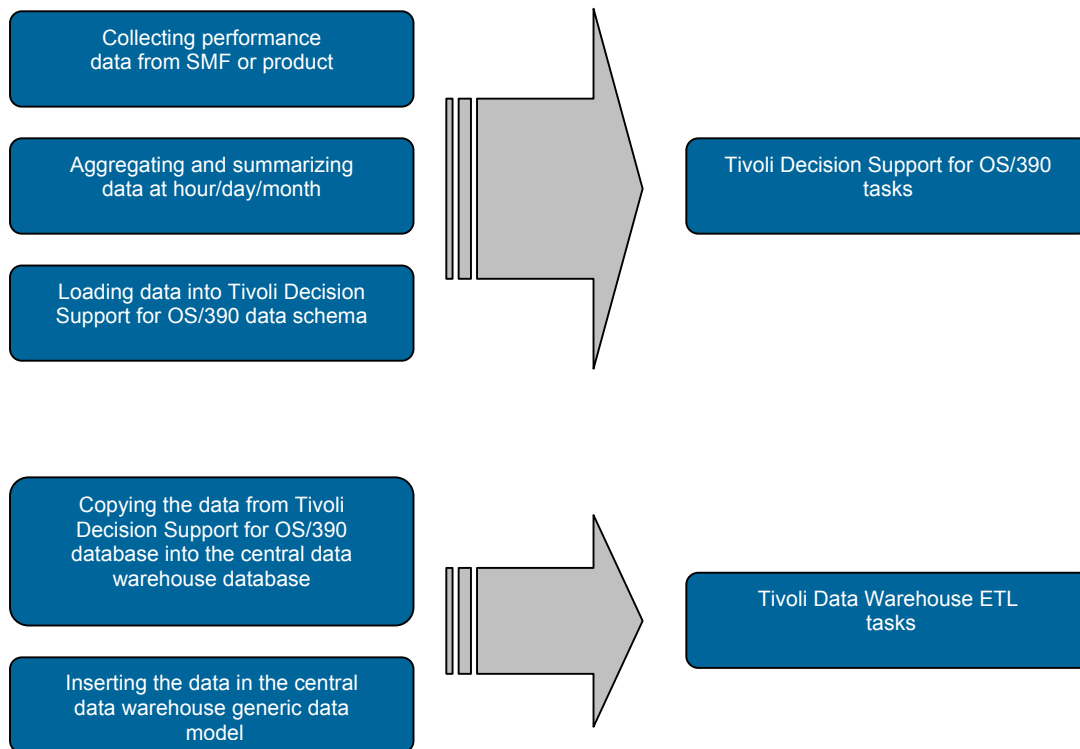 Collecting performance
data from SMF or product
Aggregating and summarizing
data at hour/day/month
Loading data into Tivoli Decision
Support for OS/390 data schema
Tivoli Decision Support for OS/390
tasks
Copying the data from Tivoli
Decision Support for OS/390
database into the central data
warehouse database
Inserting the data in the central
data warehouse generic data
model
Tivoli Data Warehouse ETL
tasks